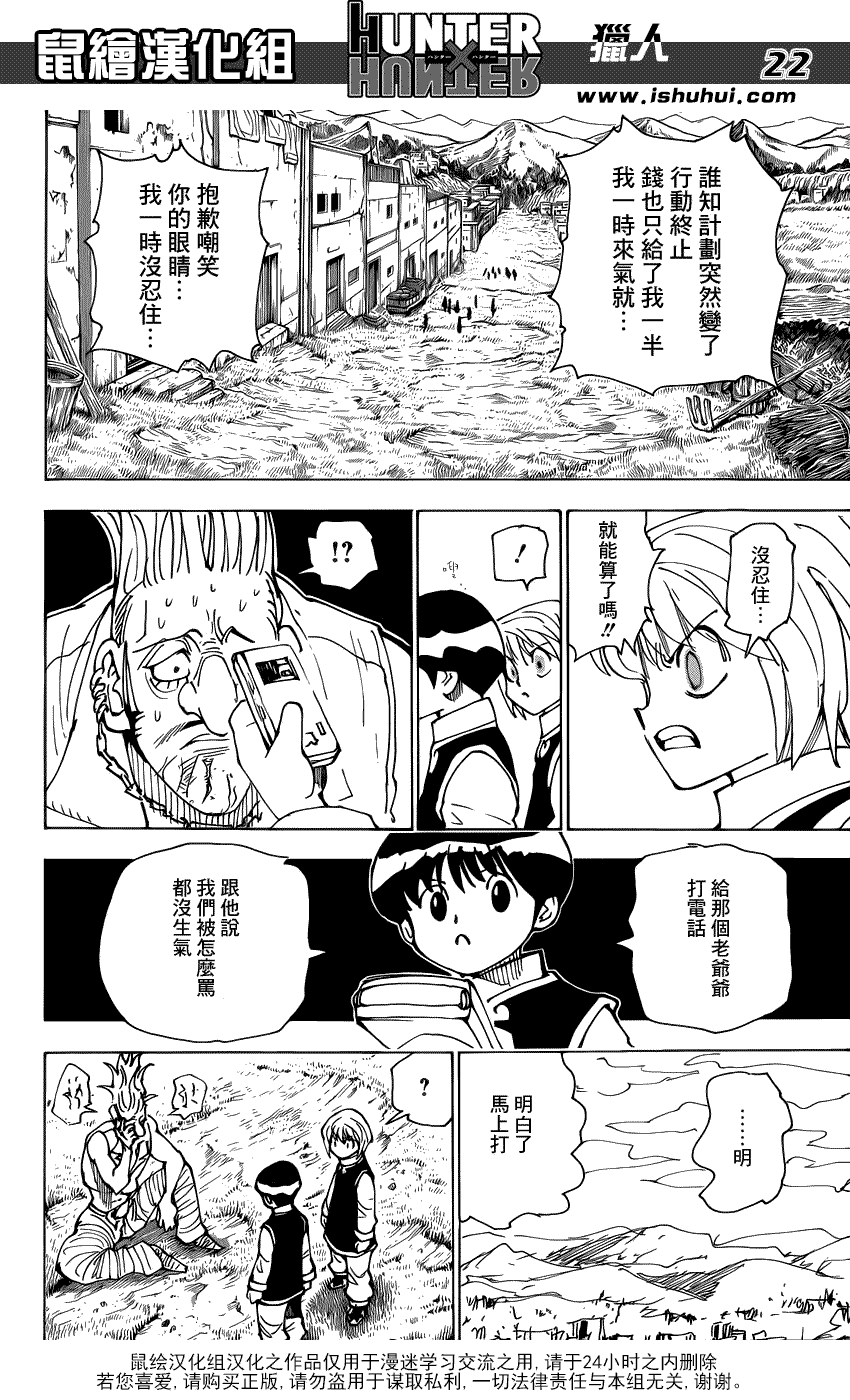 鼠繪漢化組
HUNTER×HUNTER
ハンター×ハンター
獵人
22
www.ishuhui.com
誰知計劃突然變了
行動終止
錢也只給了我一半
我一時來氣就…
抱歉嘲笑
你的眼睛…
我一時沒忍住…
沒忍住…
就能算了嗎!!
!
!?
給那個老爺爺
打電話
跟他說
我們被怎麼罵
都沒生氣
……明
明白了
馬上打
?
鼠绘汉化组汉化之作品仅用于漫迷学习交流之用, 请于24小时之内删除
若您喜爱, 请购买正版, 请勿盗用于谋取私利, 一切法律责任与本组无关, 谢谢。